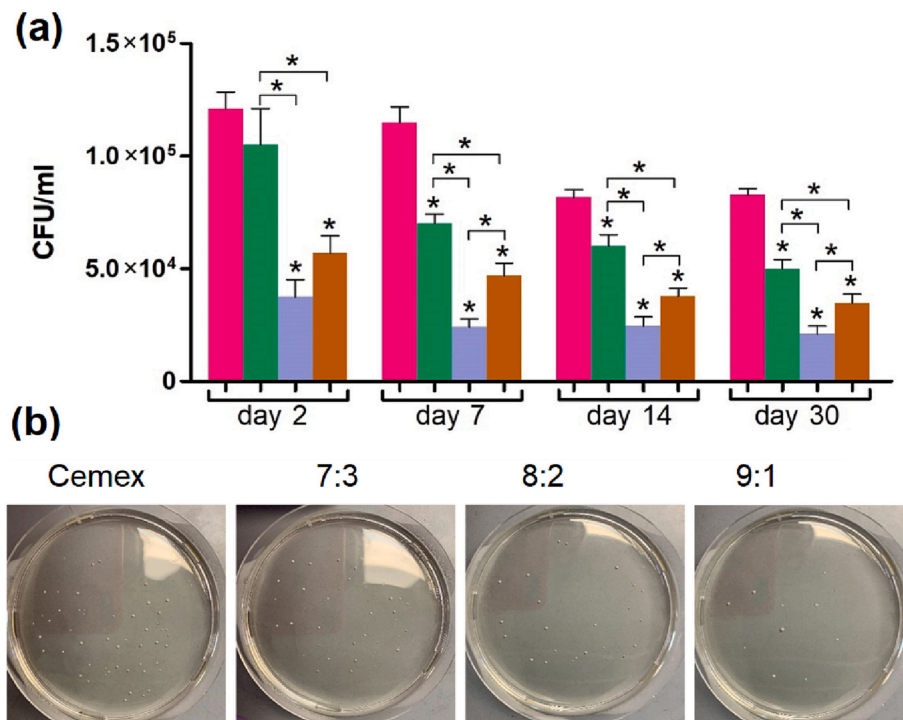 (a)
1.5×10⁵
1.0×10⁵
5.0×10⁴
0
CFU/ml
* *
* * * * * *
* * * * * *
* * * * * *
* *
day 2 day 7 day 14 day 30
(b)
Cemex 7:3 8:2 9:1